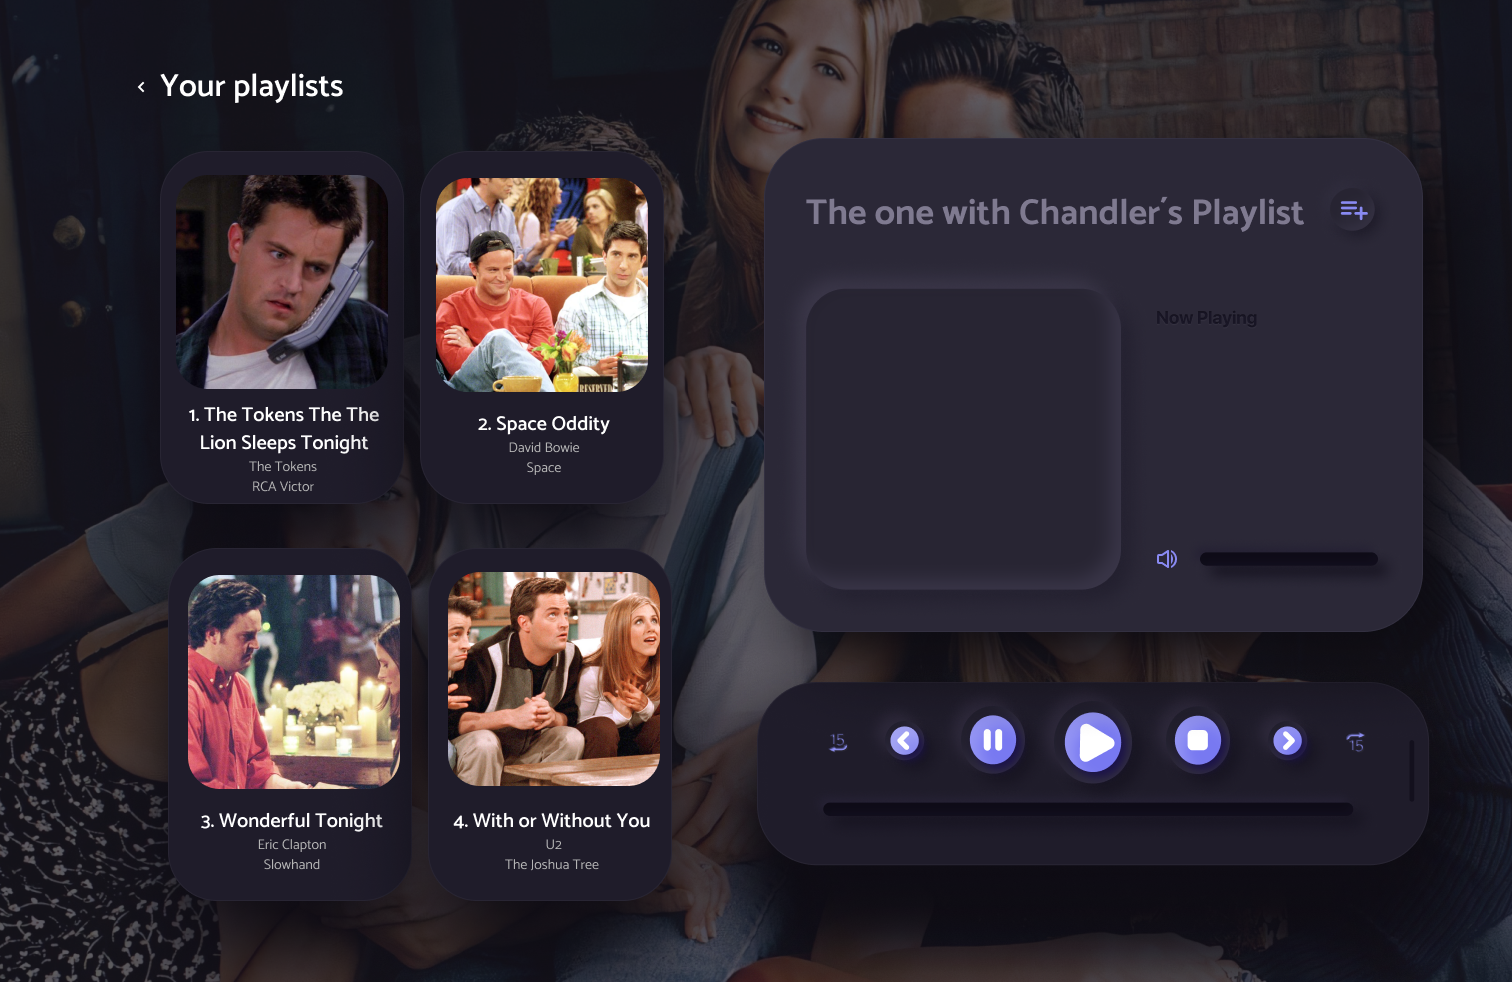 Your playlists
1. The Tokens The The
Lion Sleeps Tonight
The Tokens
RCA Victor
2. Space Oddity
David Bowie
Space
RESERVED
3. Wonderful Tonight
Eric Clapton
Slowhand
4. With or Without You
U2
The Joshua Tree
The one with Chandler´s Playlist
Now Playing
15
15